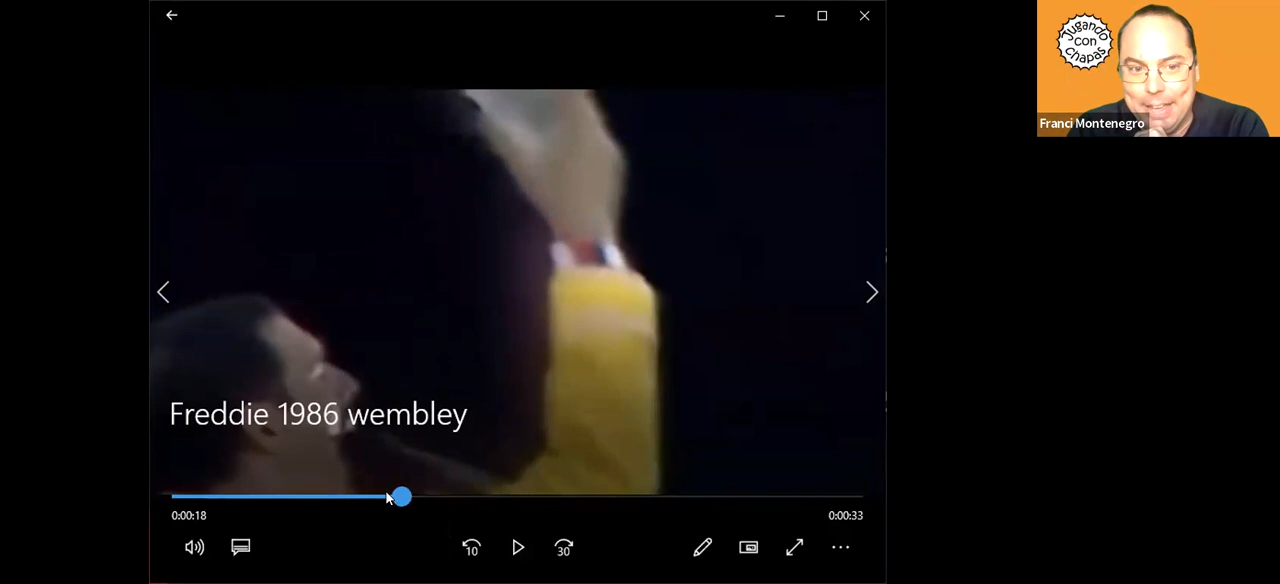 Jugando
con
Chapas
Franci Montenegro
Freddie 1986 wembley
0:00:18
0:00:33
10
30